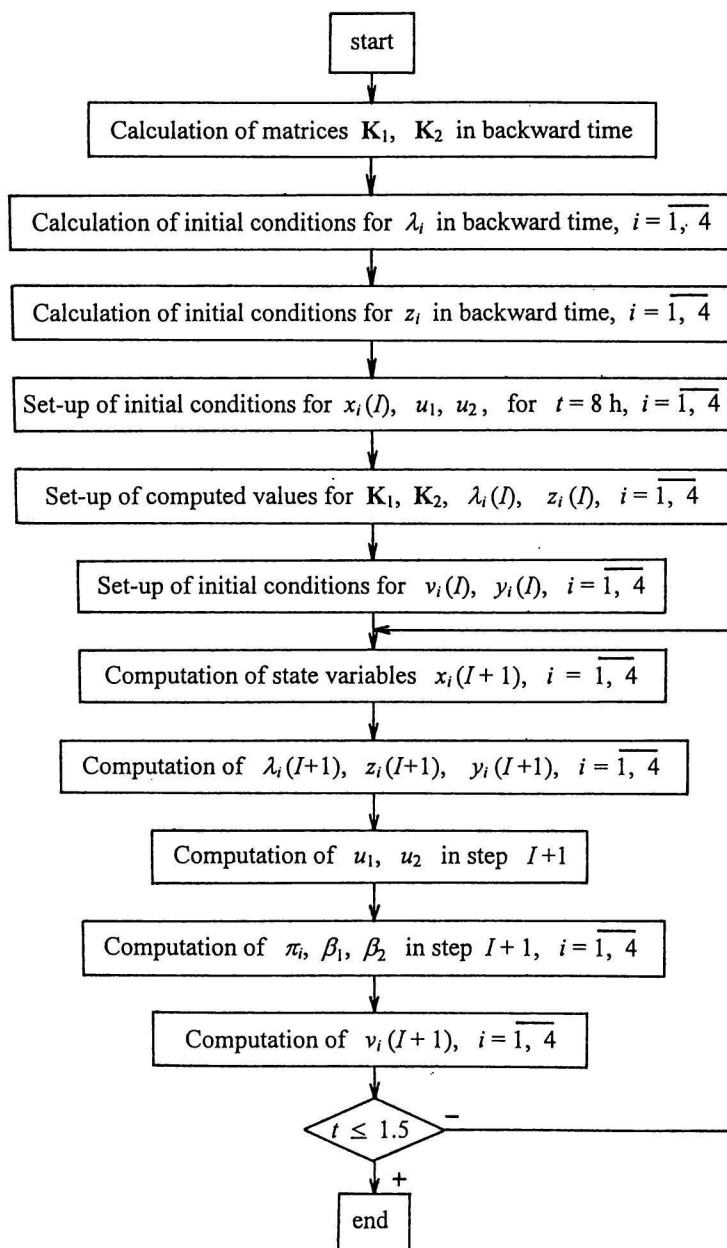 start
Calculation of matrices K₁, K₂ in backward time
Calculation of initial conditions for λᵢ in backward time, i = 1, 4
Calculation of initial conditions for zᵢ in backward time, i = 1, 4
Set-up of initial conditions for xᵢ(I), u₁, u₂, for t = 8 h, i = 1, 4
Set-up of computed values for K₁, K₂, λᵢ(I), zᵢ(I), i = 1, 4
Set-up of initial conditions for vᵢ(I), yᵢ(I), i = 1, 4
Computation of state variables xᵢ(I + 1), i = 1, 4
Computation of λᵢ(I+1), zᵢ(I+1), yᵢ(I+1), i = 1, 4
Computation of u₁, u₂ in step I+1
Computation of πᵢ, β₁, β₂ in step I + 1, i = 1, 4
Computation of vᵢ(I + 1), i = 1, 4
t ≤ 1.5 −
+
end